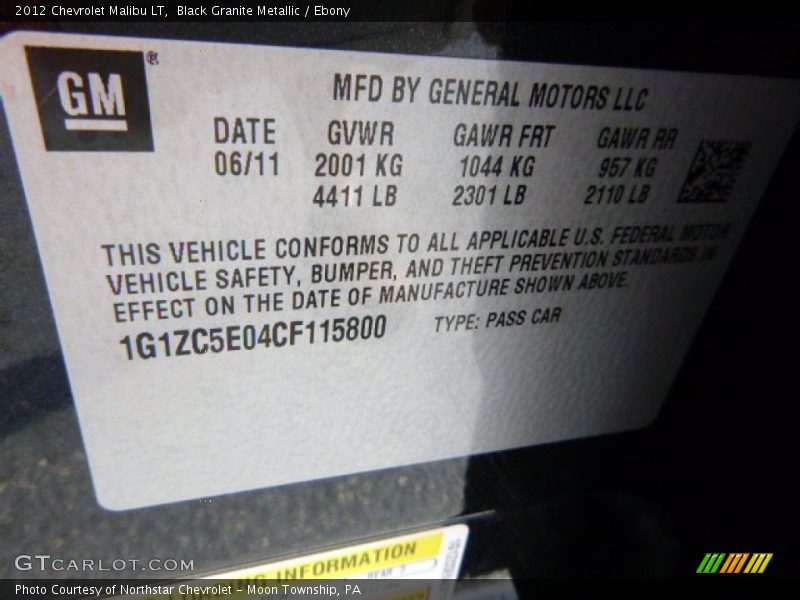 2012 Chevrolet Malibu LT, Black Granite Metallic / Ebony
GM ®
MFD BY GENERAL MOTORS LLC
DATE GVWR GAWR FRT GAWR RR
06/11 2001 KG 1044 KG 957 KG
4411 LB 2301 LB 2110 LB
THIS VEHICLE CONFORMS TO ALL APPLICABLE U.S. FEDERAL MOTOR
VEHICLE SAFETY, BUMPER, AND THEFT PREVENTION STANDARDS IN
EFFECT ON THE DATE OF MANUFACTURE SHOWN ABOVE.
1G1ZC5E04CF115800 TYPE: PASS CAR
INFORMATION
REAR 3
GTCARLOT.COM
Photo Courtesy of Northstar Chevrolet - Moon Township, PA